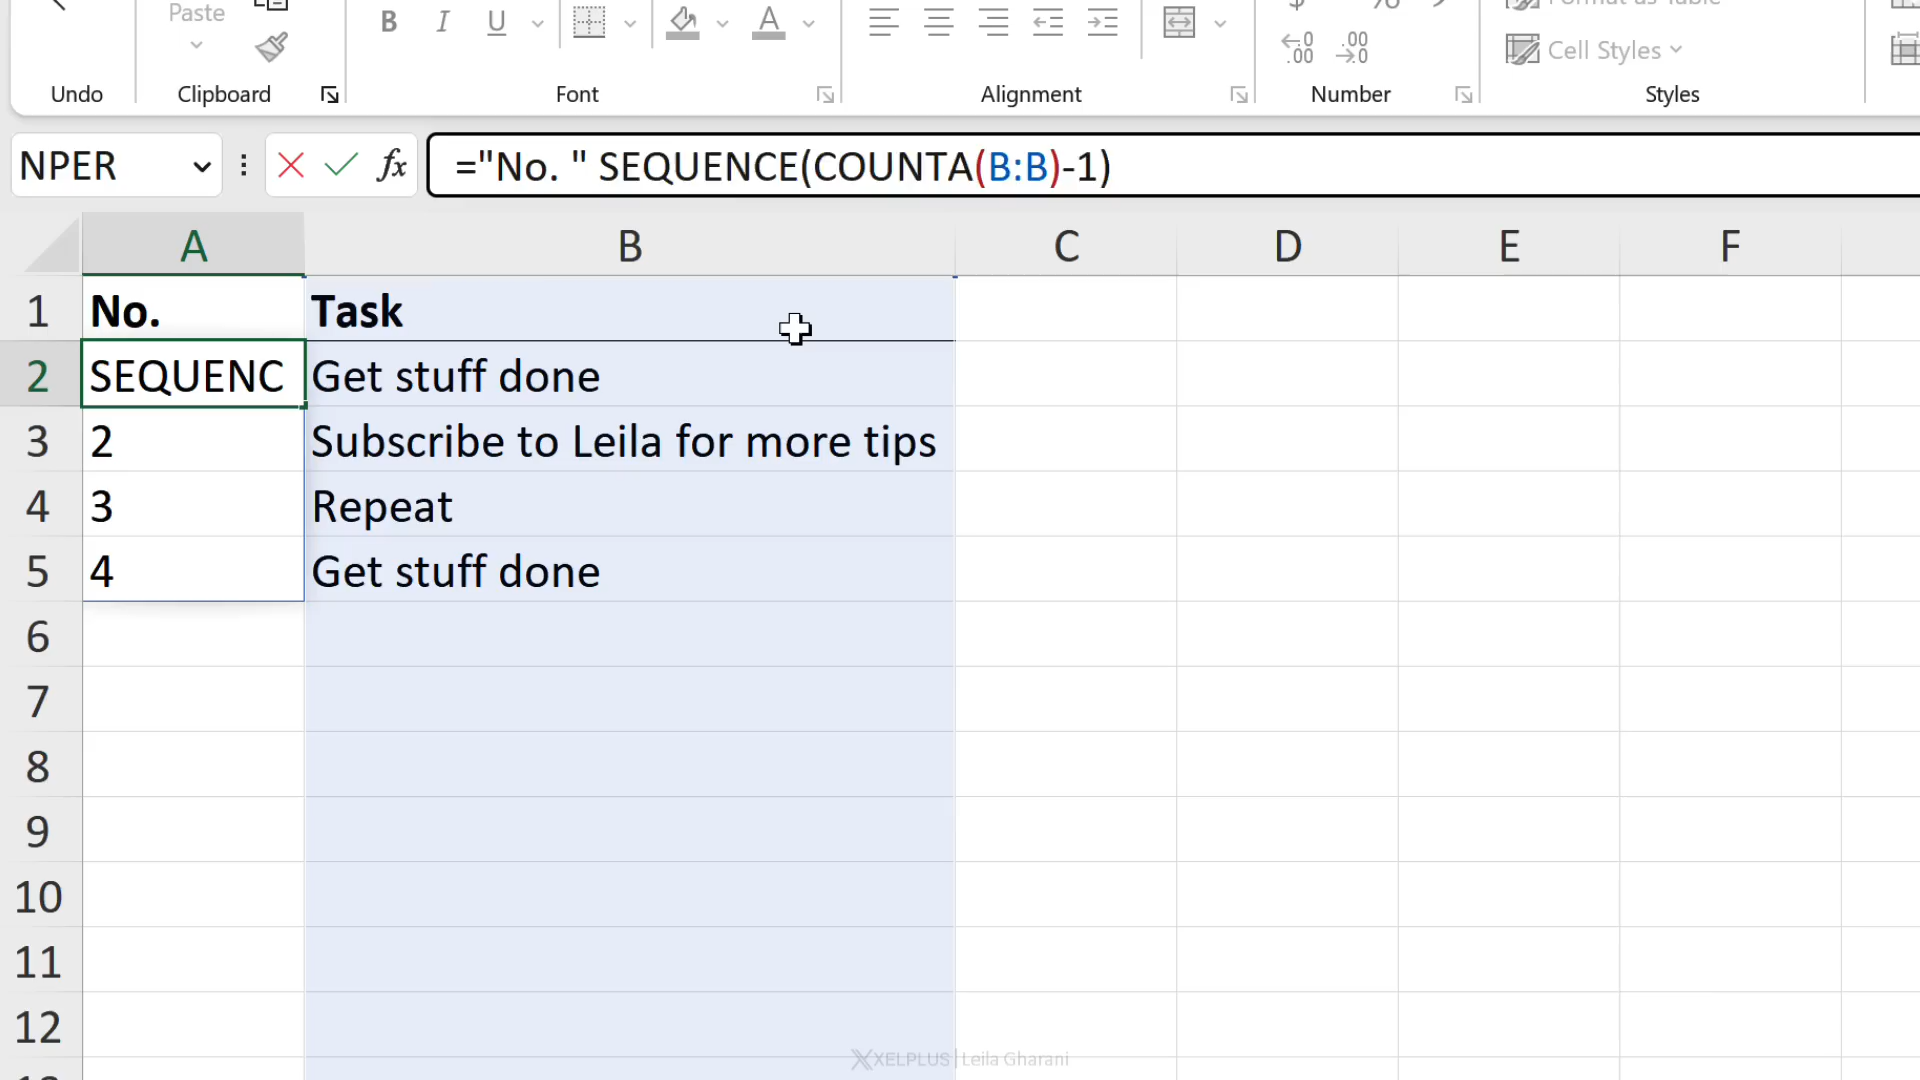 Paste
Format as Table
Cell Styles
Undo
Clipboard
Font
Alignment
Number
Styles
NPER
fx
="No. " SEQUENCE(COUNTA(B:B)-1)
A B C D E F
1 No. Task
2 SEQUENC Get stuff done
3 2 Subscribe to Leila for more tips
4 3 Repeat
5 4 Get stuff done
6
7
8
9
10
11
12
XELPLUS | Leila Gharani